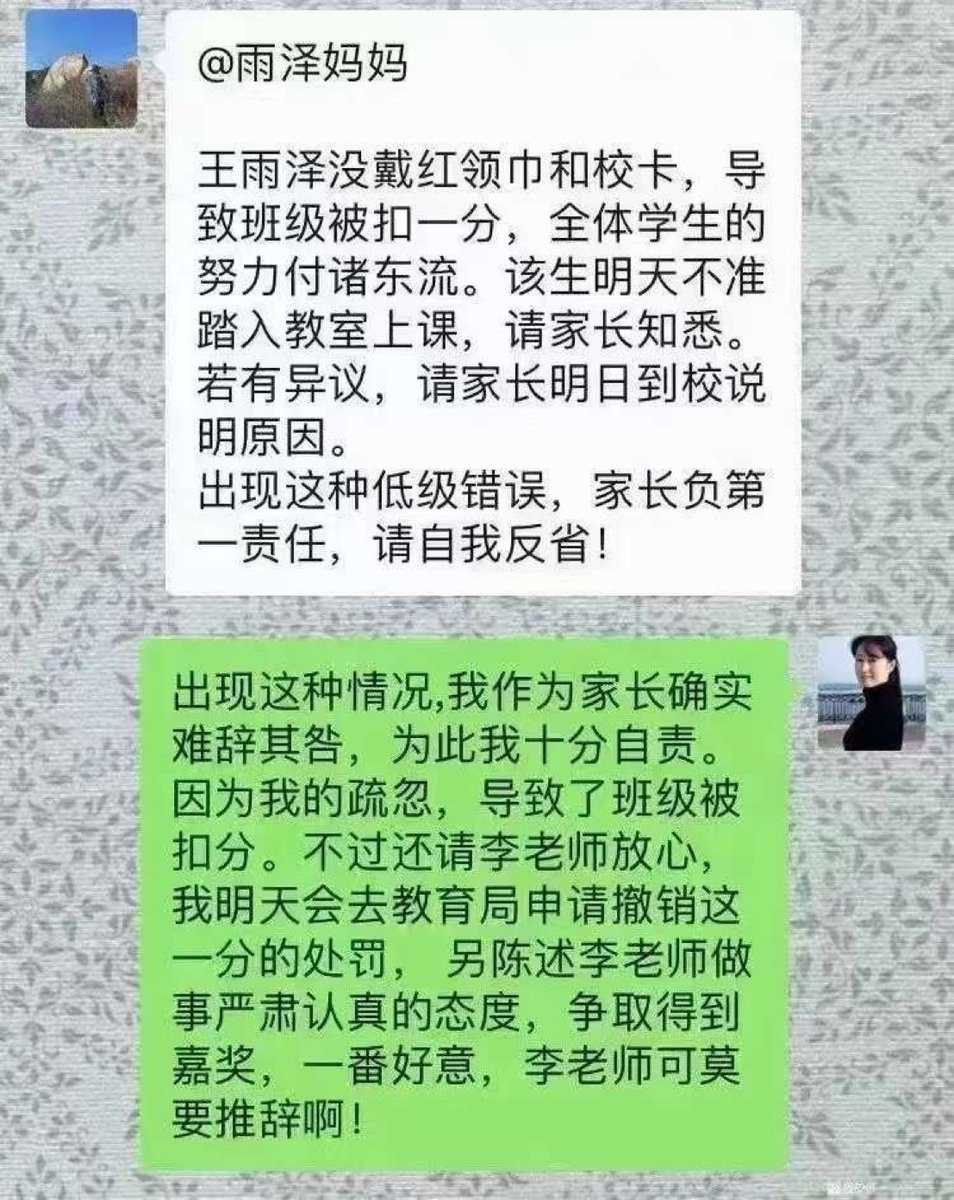 @雨泽妈妈
王雨泽没戴红领巾和校卡，导
致班级被扣一分，全体学生的
努力付诸东流。该生明天不准
踏入教室上课，请家长知悉。
若有异议，请家长明日到校说
明原因。
出现这种低级错误，家长负第
一责任，请自我反省！
出现这种情况,我作为家长确实
难辞其咎，为此我十分自责。
因为我的疏忽，导致了班级被
扣分。不过还请李老师放心，
我明天会去教育局申请撤销这
一分的处罚， 另陈述李老师做
事严肃认真的态度，争取得到
嘉奖，一番好意，李老师可莫
要推辞啊！